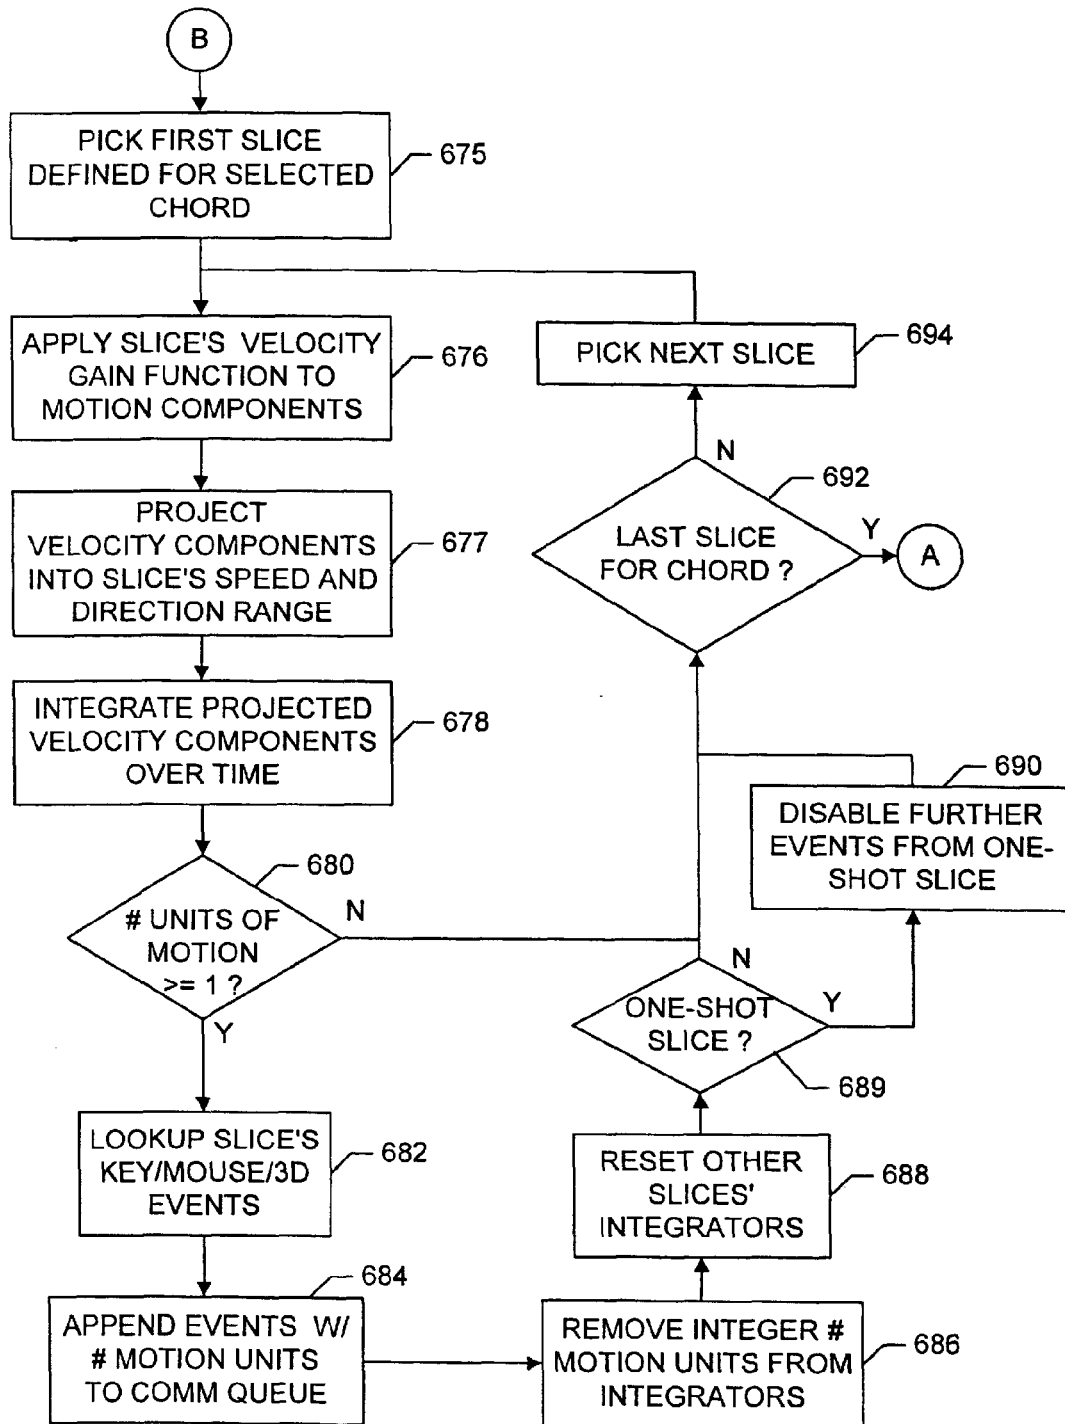 B
PICK FIRST SLICE
DEFINED FOR SELECTED
CHORD
675
APPLY SLICE'S VELOCITY
GAIN FUNCTION TO
MOTION COMPONENTS
676
PROJECT
VELOCITY COMPONENTS
INTO SLICE'S SPEED AND
DIRECTION RANGE
677
INTEGRATE PROJECTED
VELOCITY COMPONENTS
OVER TIME
678
# UNITS OF
MOTION
>= 1 ?
680
N
Y
LOOKUP SLICE'S
KEY/MOUSE/3D
EVENTS
682
APPEND EVENTS W/
# MOTION UNITS
TO COMM QUEUE
684
REMOVE INTEGER #
MOTION UNITS FROM
INTEGRATORS
686
RESET OTHER
SLICES'
INTEGRATORS
688
ONE-SHOT
SLICE ?
689
N
Y
DISABLE FURTHER
EVENTS FROM ONE-
SHOT SLICE
690
LAST SLICE
FOR CHORD ?
692
N
Y
A
PICK NEXT SLICE
694